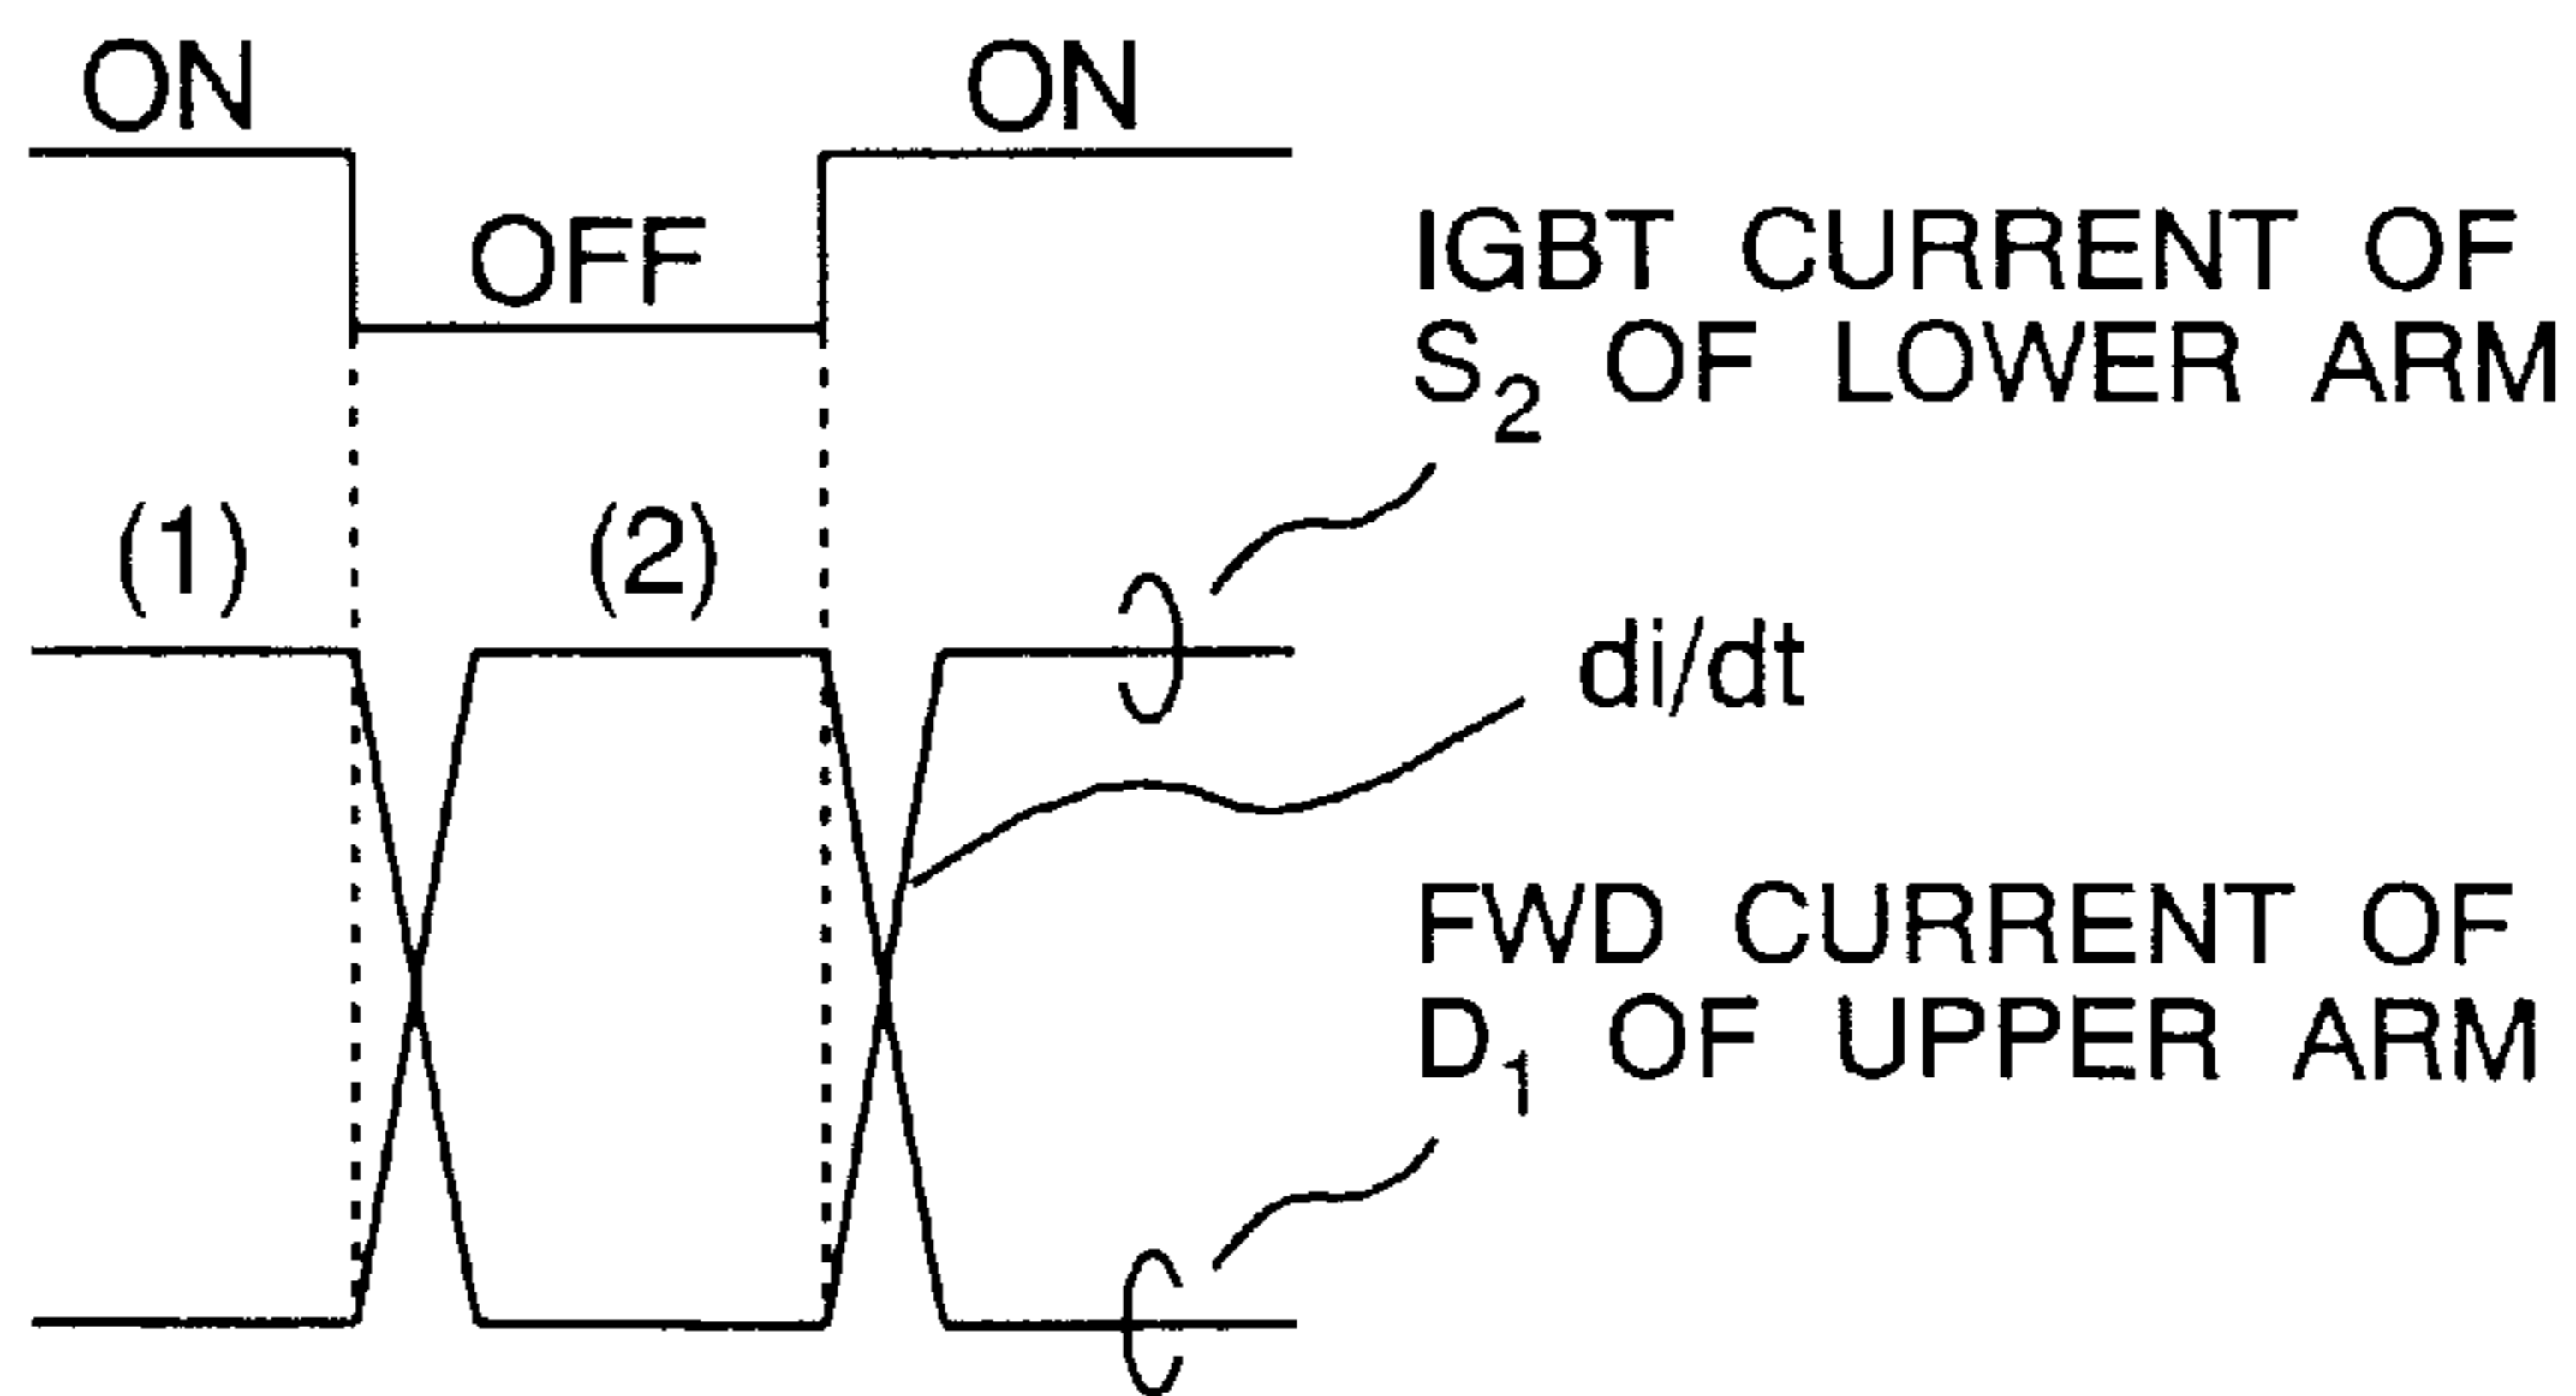 ON
ON
OFF
IGBT CURRENT OF
S₂ OF LOWER ARM
(1)
(2)
di/dt
FWD CURRENT OF
D₁ OF UPPER ARM